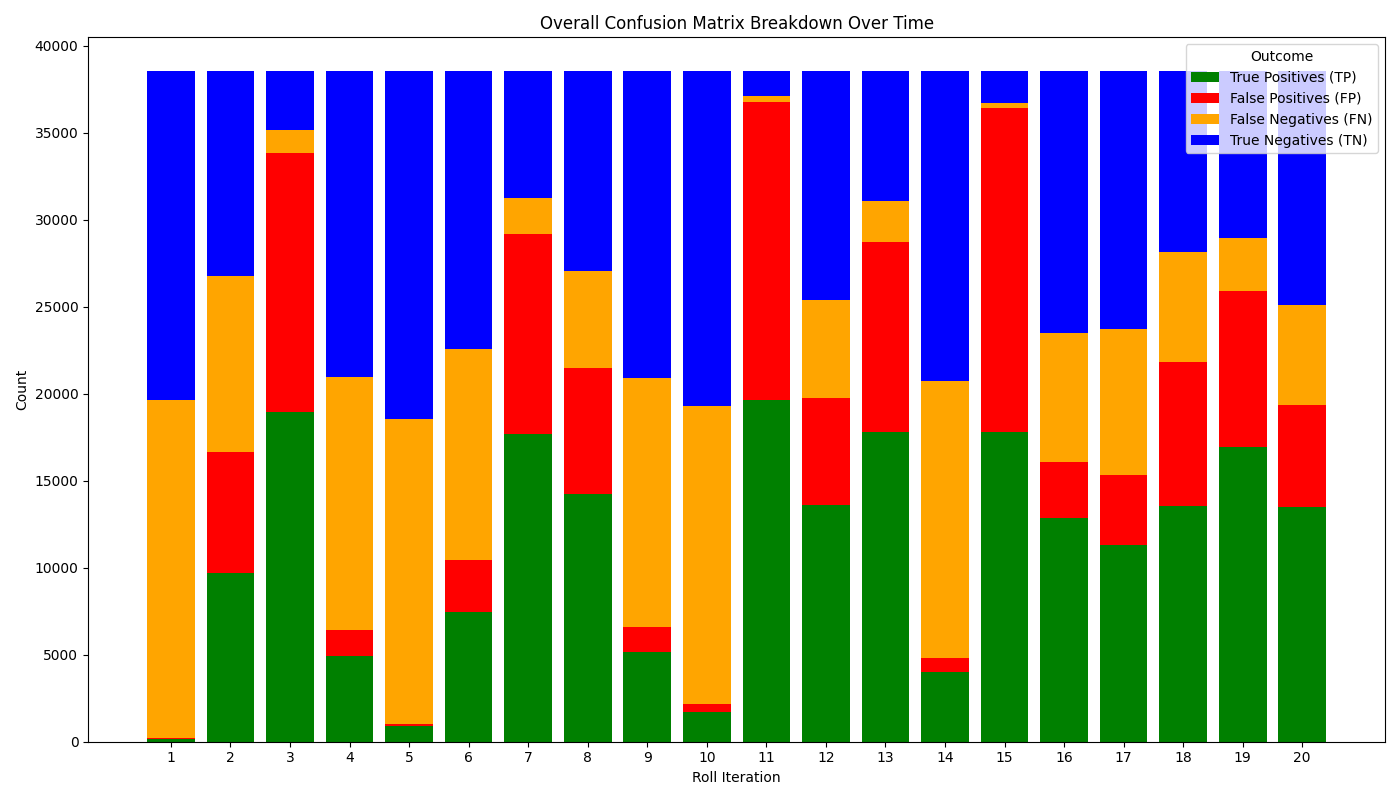 Overall Confusion Matrix Breakdown Over Time
Count
40000
35000
30000
25000
20000
15000
10000
5000
0
Outcome
True Positives (TP)
False Positives (FP)
False Negatives (FN)
True Negatives (TN)
1 2 3 4 5 6 7 8 9 10 11 12 13 14 15 16 17 18 19 20
Roll Iteration